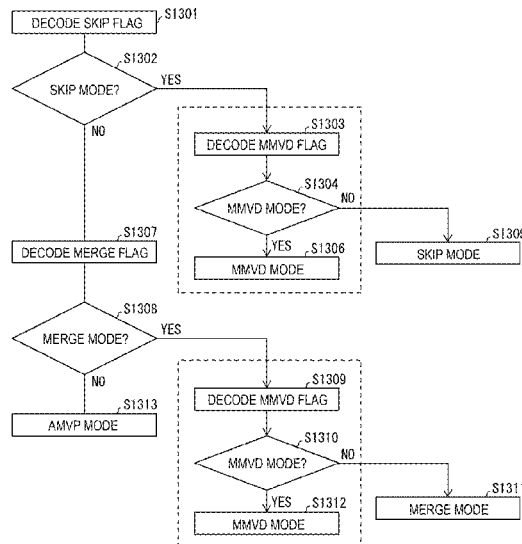 DECODE SKIP FLAG
S1301
S1302
SKIP MODE?
YES
NO
S1303
DECODE MMVD FLAG
S1304
MMVD MODE?
NO
YES
S1305
SKIP MODE
S1306
MMVD MODE
S1307
DECODE MERGE FLAG
S1308
MERGE MODE?
YES
NO
S1309
DECODE MMVD FLAG
S1313
AMVP MODE
S1310
MMVD MODE?
NO
YES
S1311
MERGE MODE
S1312
MMVD MODE